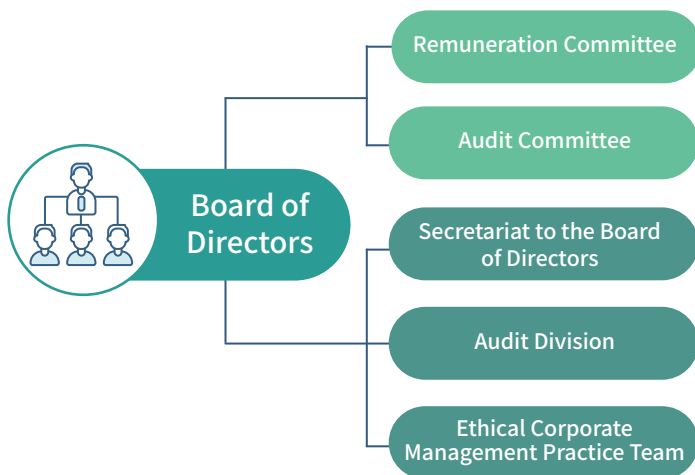 Board of
Directors
Remuneration Committee
Audit Committee
Secretariat to the Board
of Directors
Audit Division
Ethical Corporate
Management Practice Team